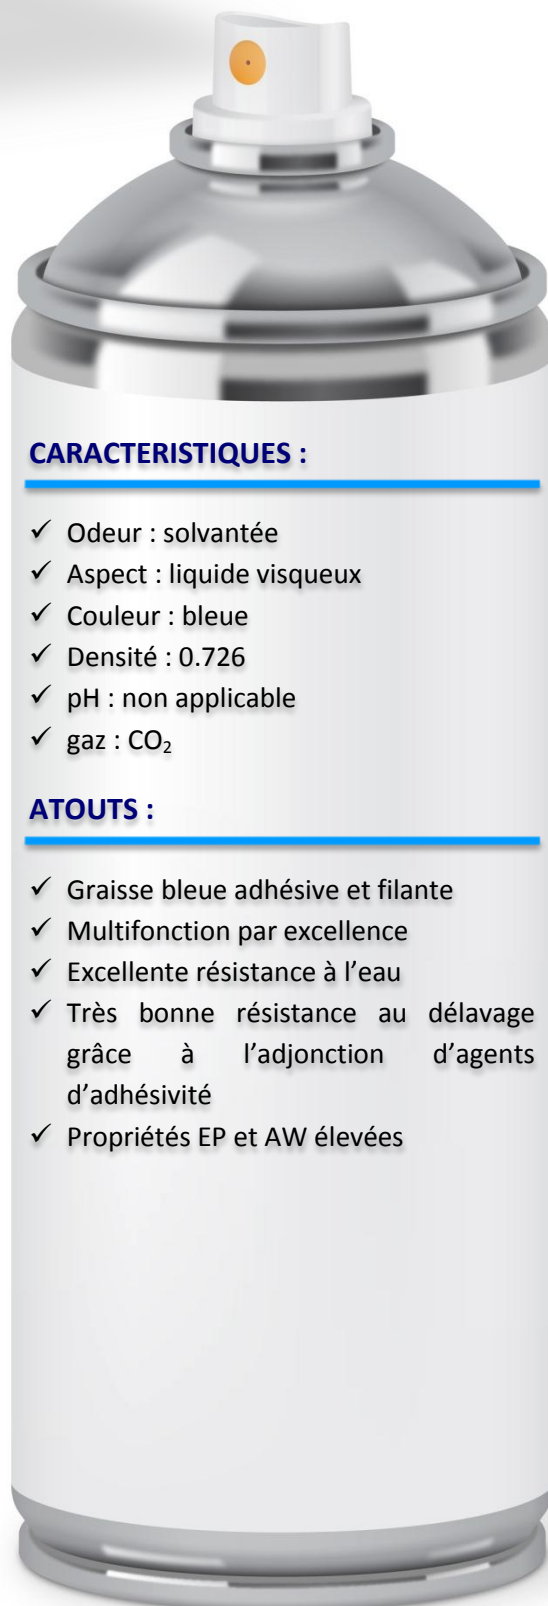 CARACTERISTIQUES :
✓ Odeur : solvantée
✓ Aspect : liquide visqueux
✓ Couleur : bleue
✓ Densité : 0.726
✓ pH : non applicable
✓ gaz : CO₂
ATOUTS :
✓ Graisse bleue adhésive et filante
✓ Multifonction par excellence
✓ Excellente résistance à l’eau
✓ Très bonne résistance au délavage
grâce à l’adjonction d’agents
d’adhésivité
✓ Propriétés EP et AW élevées